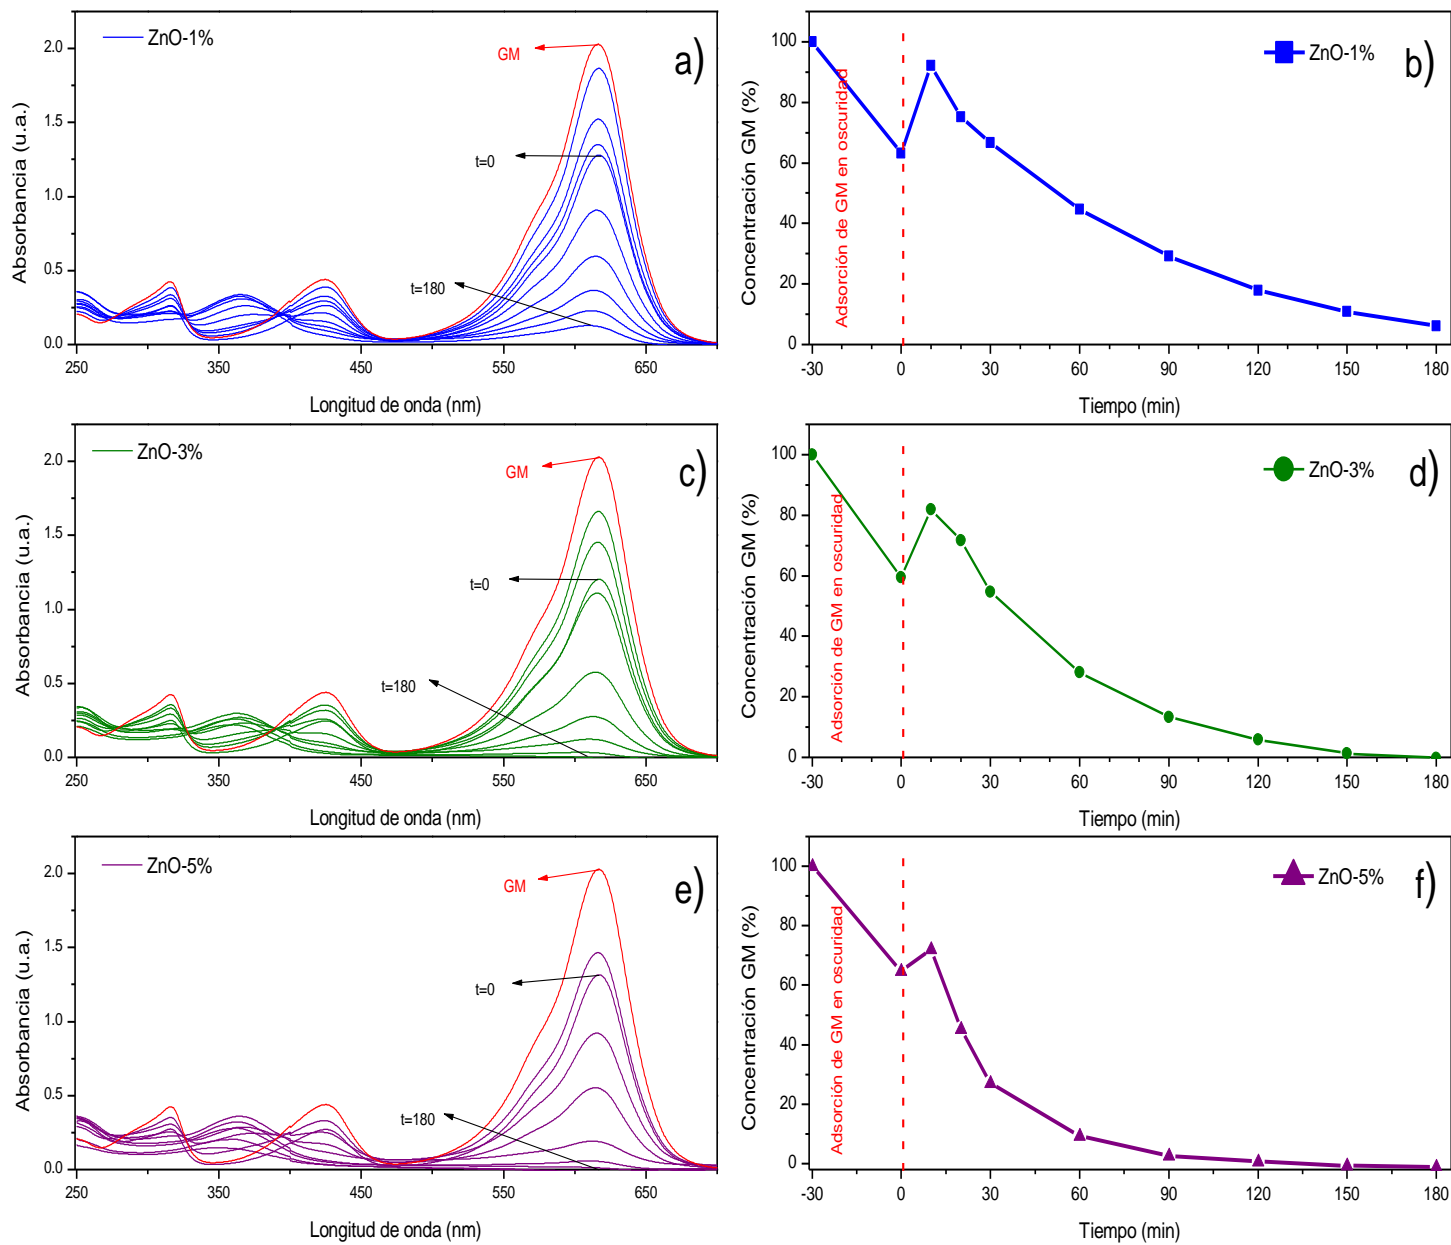 ZnO-1%
a)
GM
t=0
t=180
Absorbancia (u.a.)
2.0
1.5
1.0
0.5
0.0
250
350
450
550
650
Longitud de onda (nm)
ZnO-1%
b)
Adsorción de GM en oscuridad
Concentración GM (%)
100
80
60
40
20
0
-30
0
30
60
90
120
150
180
Tiempo (min)
ZnO-3%
c)
GM
t=0
t=180
Absorbancia (u.a.)
2.0
1.5
1.0
0.5
0.0
250
350
450
550
650
Longitud de onda (nm)
ZnO-3%
d)
Adsorción de GM en oscuridad
Concentración GM (%)
100
80
60
40
20
0
-30
0
30
60
90
120
150
180
Tiempo (min)
ZnO-5%
e)
GM
t=0
t=180
Absorbancia (u.a.)
2.0
1.5
1.0
0.5
0.0
250
350
450
550
650
Longitud de onda (nm)
ZnO-5%
f)
Adsorción de GM en oscuridad
Concentración GM (%)
100
80
60
40
20
0
-30
0
30
60
90
120
150
180
Tiempo (min)